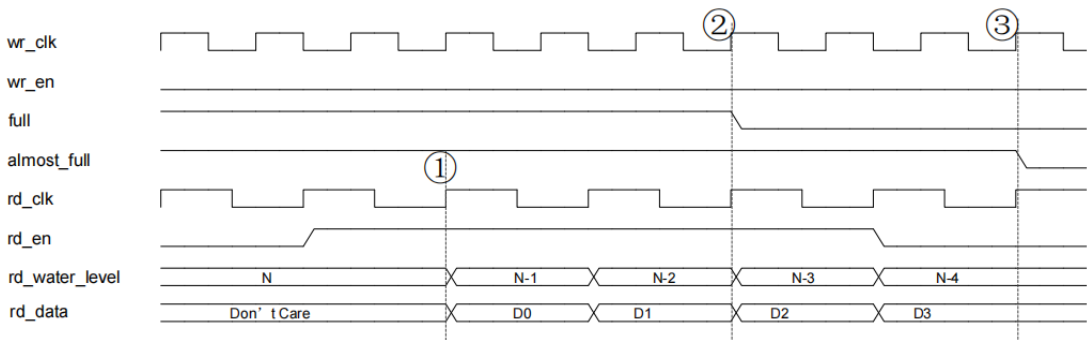 ② ③
wr_clk
wr_en
full
almost_full
①
rd_clk
rd_en
rd_water_level N N-1 N-2 N-3 N-4
rd_data Don’t Care D0 D1 D2 D3